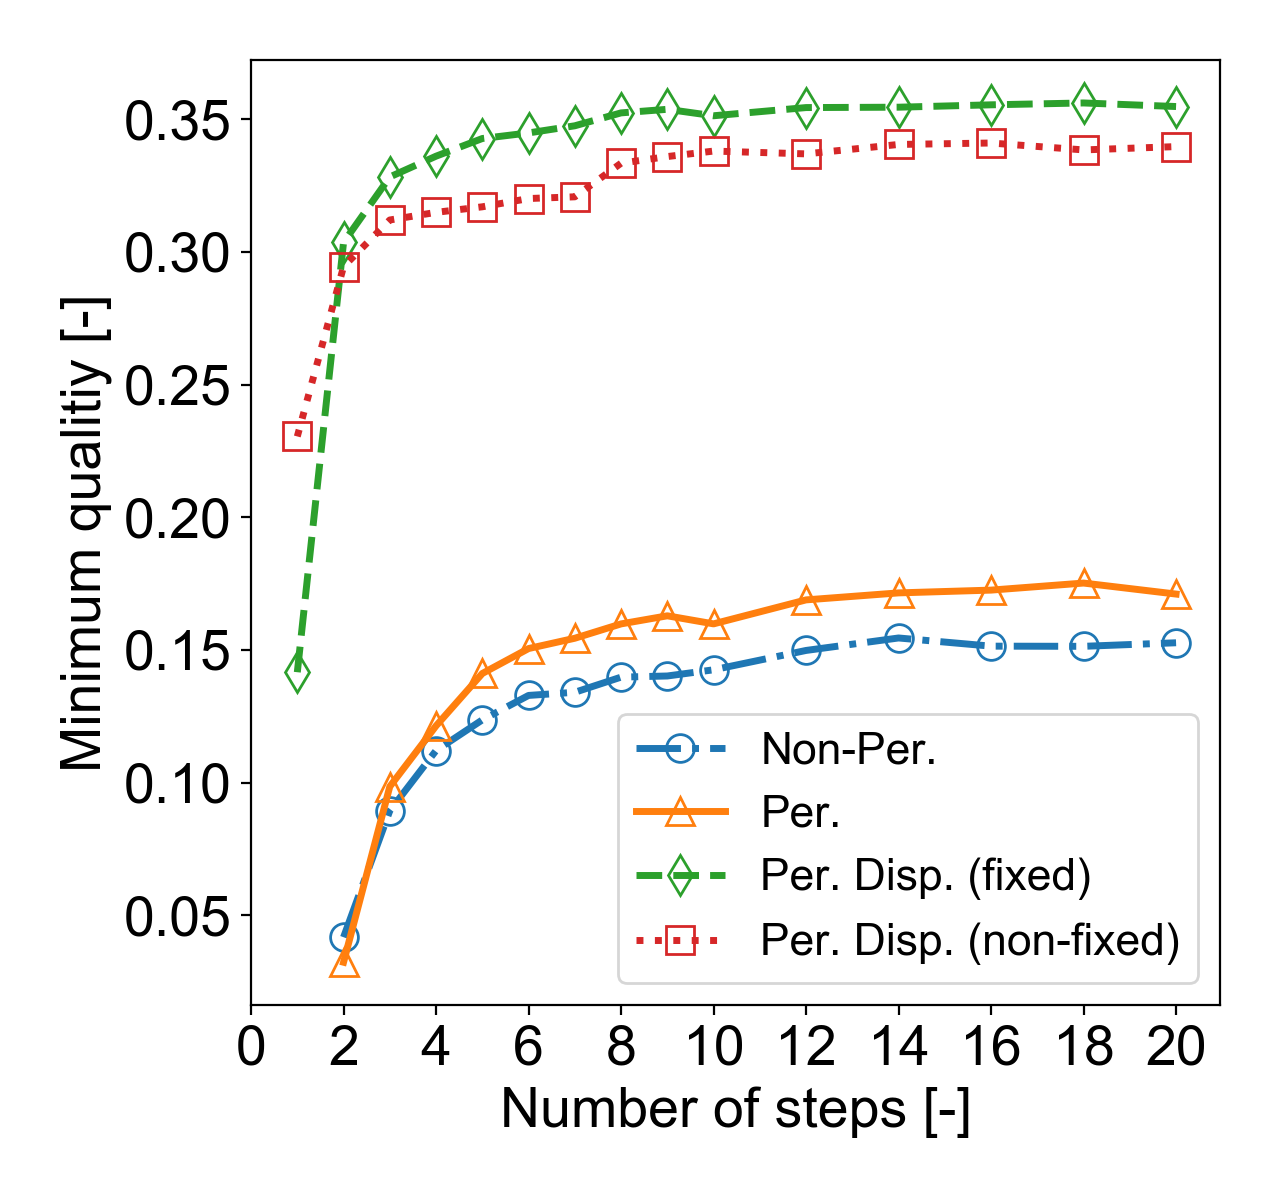 Minimum qualitiy [-]
0.35
0.30
0.25
0.20
0.15
0.10
0.05
Non-Per.
Per.
Per. Disp. (fixed)
Per. Disp. (non-fixed)
0 2 4 6 8 10 12 14 16 18 20
Number of steps [-]